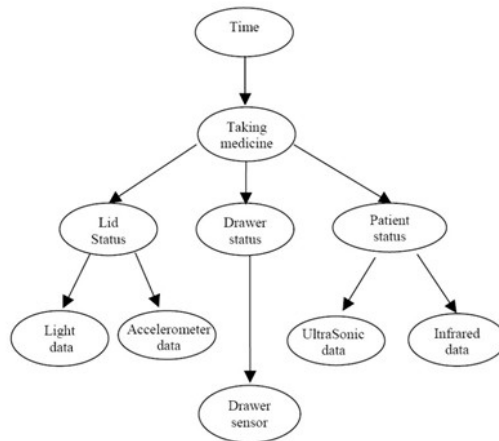 Time
Taking
medicine
Lid
Status
Drawer
status
Patient
status
Light
data
Accelerometer
data
UltraSonic
data
Infrared
data
Drawer
sensor